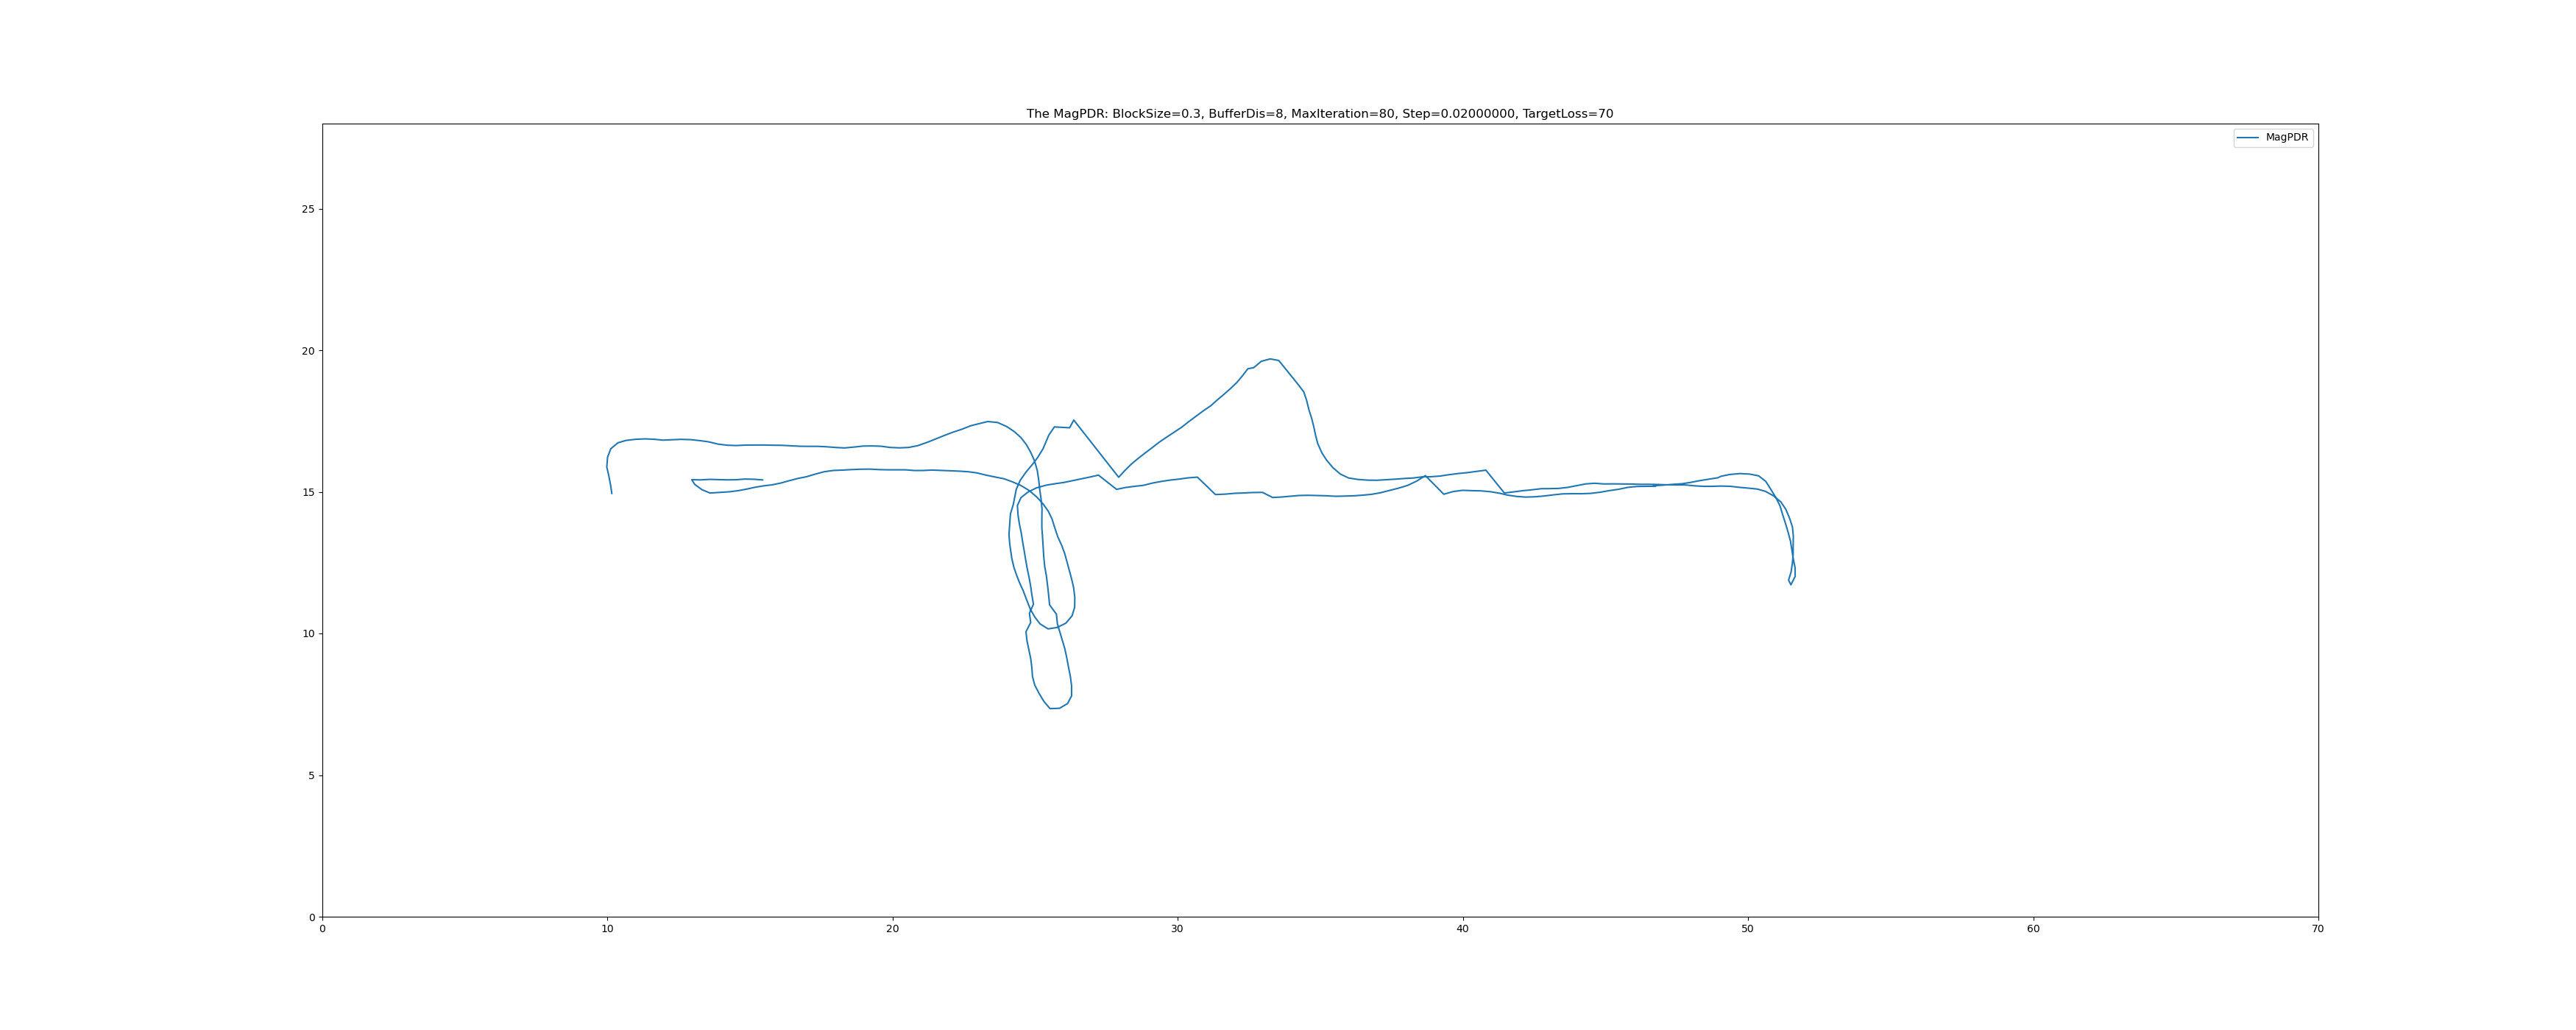 The MagPDR: BlockSize=0.3, BufferDis=8, MaxIteration=80, Step=0.02000000, TargetLoss=70
MagPDR
25
20
15
10
5
0
0 10 20 30 40 50 60 70